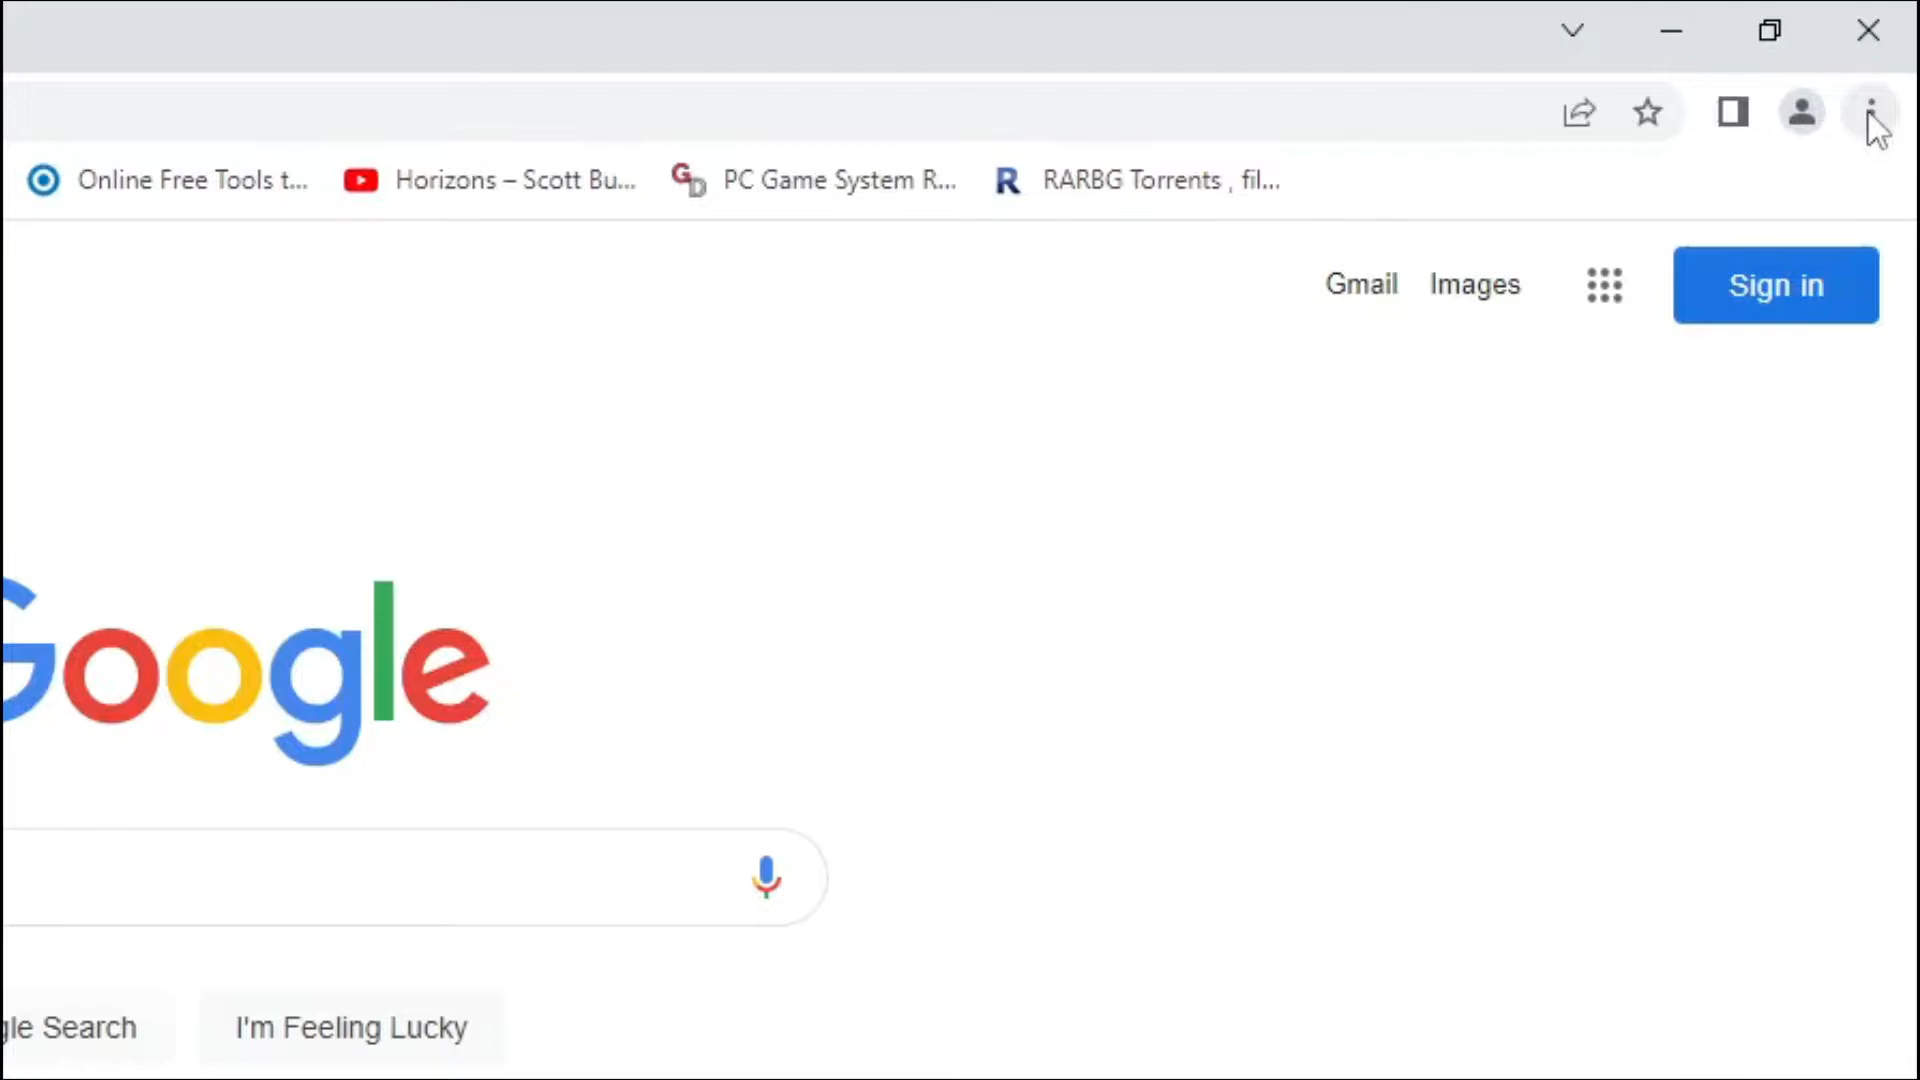 Online Free Tools t...
Horizons – Scott Bu...
PC Game System R...
RARBG Torrents , fil...
Gmail
Images
Sign in
Google
gle Search
I'm Feeling Lucky